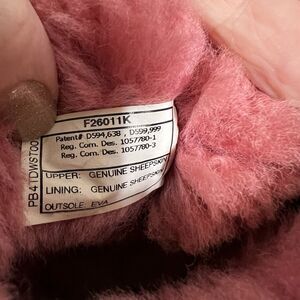 F26011K
Patent# D594,638 , D599,999
Reg. Com. Des. 1057780-1
Reg. Com. Des. 1057780-3
UPPER: GENUINE SHEEPSKIN
LINING: GENUINE SHEEPSKIN
OUTSOLE: EVA